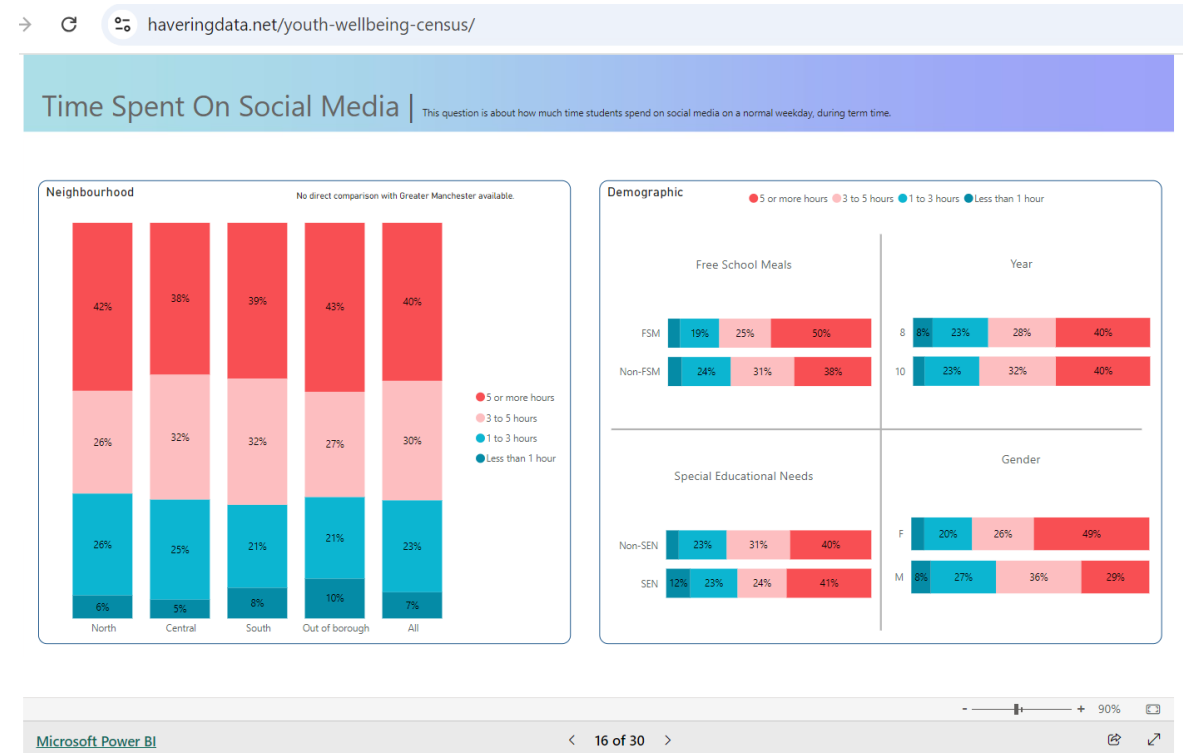 haveringdata.net/youth-wellbeing-census/
Time Spent On Social Media | This question is about how much time students spend on social media on a normal weekday, during term time.
Neighbourhood
No direct comparison with Greater Manchester available.
42% 38% 39% 43% 40%
26% 32% 32% 27% 30%
26% 25% 21% 21% 23%
6% 5% 8% 10% 7%
North Central South Out of borough All
5 or more hours
3 to 5 hours
1 to 3 hours
Less than 1 hour
Demographic
5 or more hours 3 to 5 hours 1 to 3 hours Less than 1 hour
Free School Meals
FSM 19% 25% 50%
Non-FSM 24% 31% 38%
Year
8 8% 23% 28% 40%
10 23% 32% 40%
Special Educational Needs
Non-SEN 23% 31% 40%
SEN 12% 23% 24% 41%
Gender
F 20% 26% 49%
M 8% 27% 36% 29%
- + 90%
Microsoft Power BI
< 16 of 30 >